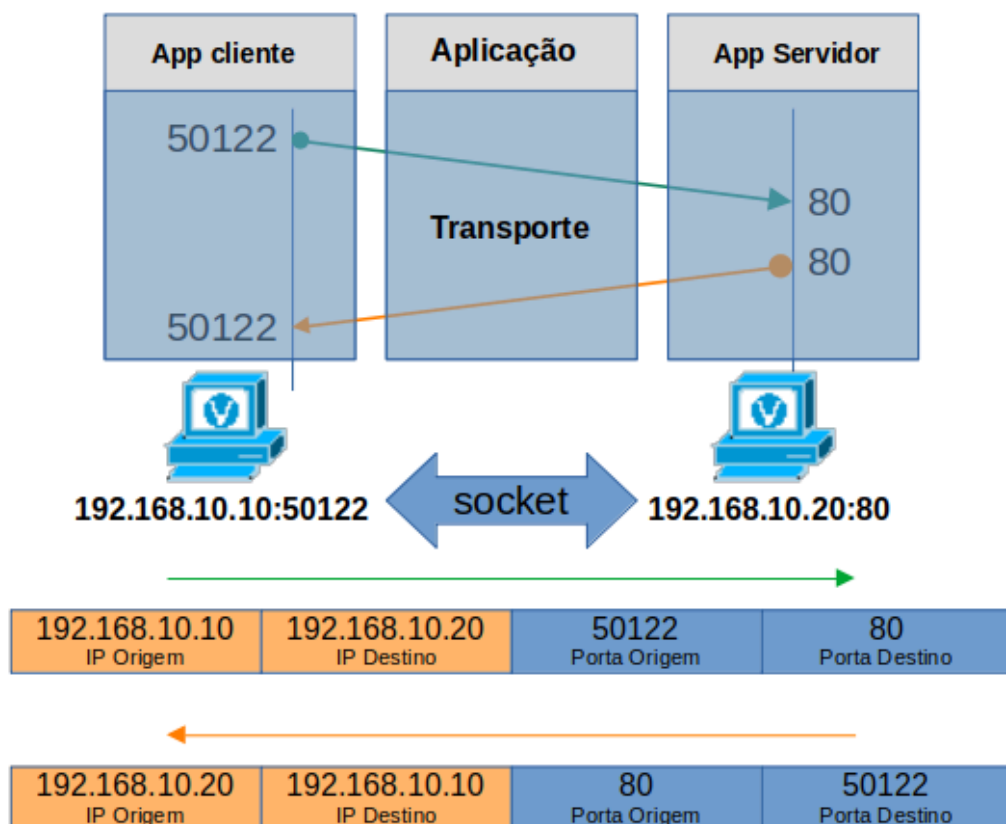 App cliente
Aplicação
App Servidor
50122
80
Transporte
80
50122
192.168.10.10:50122
socket
192.168.10.20:80
192.168.10.10
IP Origem
192.168.10.20
IP Destino
50122
Porta Origem
80
Porta Destino
192.168.10.20
IP Origem
192.168.10.10
IP Destino
80
Porta Origem
50122
Porta Destino